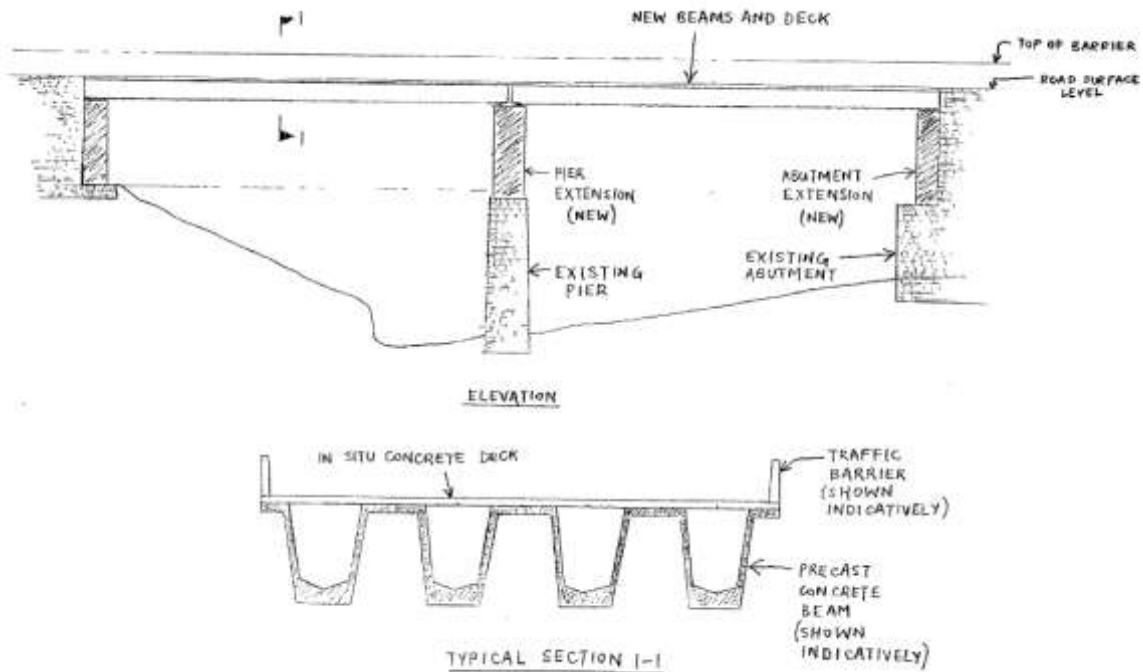 1
NEW BEAMS AND DECK
TOP OF BARRIER
ROAD SURFACE
LEVEL
1
PIER
EXTENSION
(NEW)
ABUTMENT
EXTENSION
(NEW)
EXISTING
PIER
EXISTING
ABUTMENT
ELEVATION
IN SITU CONCRETE DECK
TRAFFIC
BARRIER
(SHOWN
INDICATIVELY)
PRECAST
CONCRETE
BEAM
(SHOWN
INDICATIVELY)
TYPICAL SECTION 1-1